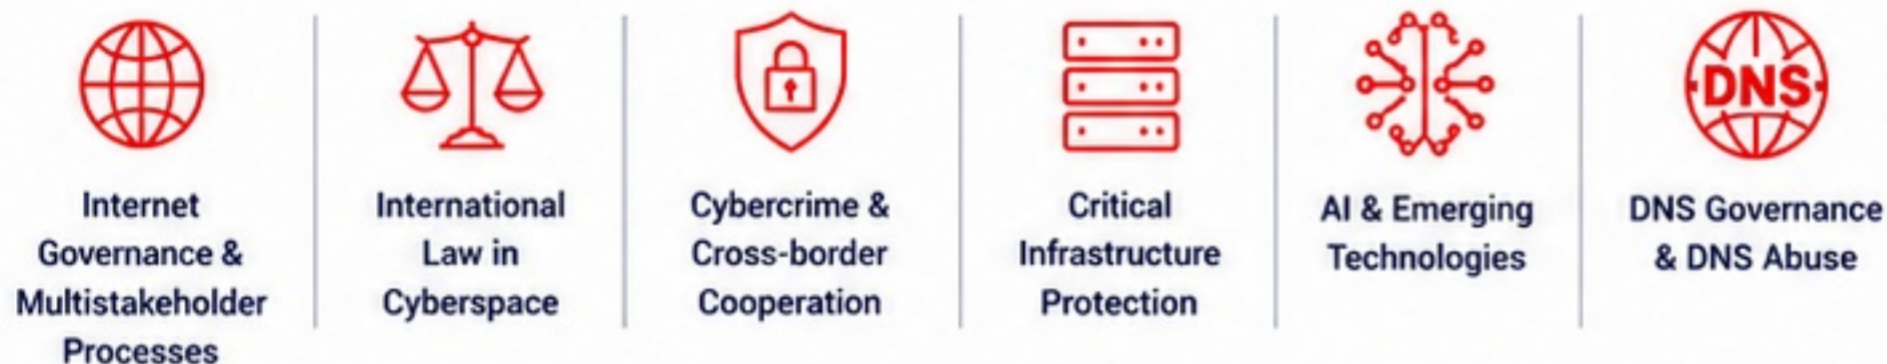 Internet
Governance &
Multistakeholder
Processes
International
Law in
Cyberspace
Cybercrime &
Cross-border
Cooperation
Critical
Infrastructure
Protection
AI & Emerging
Technologies
DNS
DNS Governance
& DNS Abuse